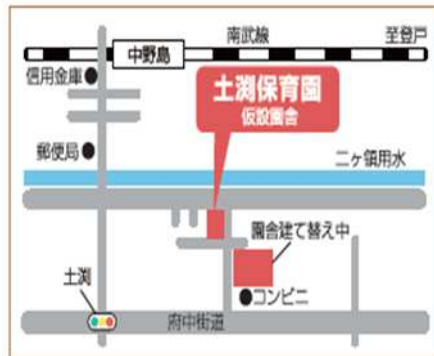 南武線
至登戸
中野島
信用金庫
土渕保育園
仮設園舎
郵便局
二ヶ領用水
園舎建て替え中
土渕
コンビニ
府中街道